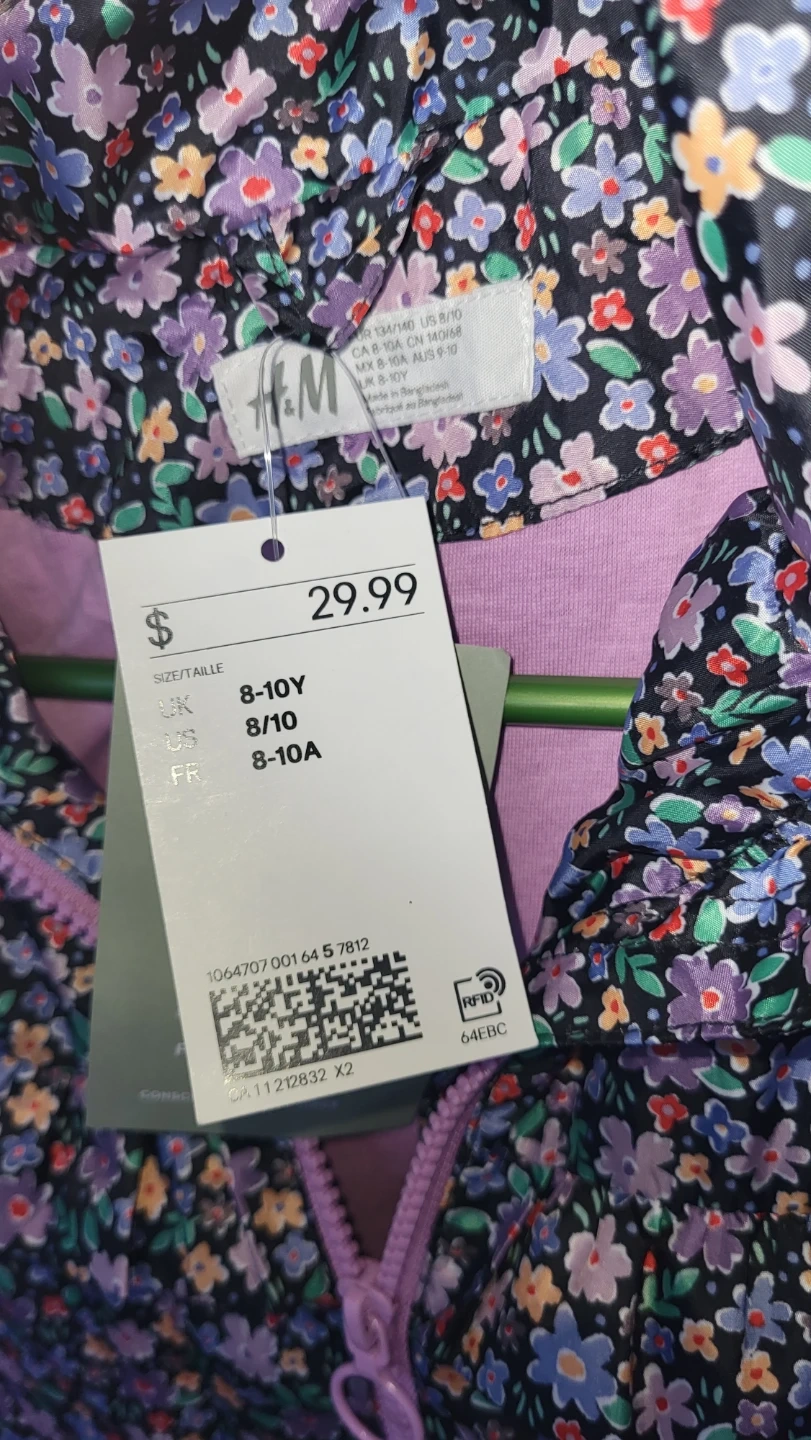 H&M
EUR 134/140 US 8/10
CA 8-10A CN 140/68
MX 8-10A AUS 9-10
UK 8-10Y
Made in Bangladesh
Fabriqué au Bangladesh
$ 29.99
SIZE/TAILLE
UK 8-10Y
US 8/10
FR 8-10A
1064707 001 64 5 7812
RFID
64EBC
CA 11 212832 X2